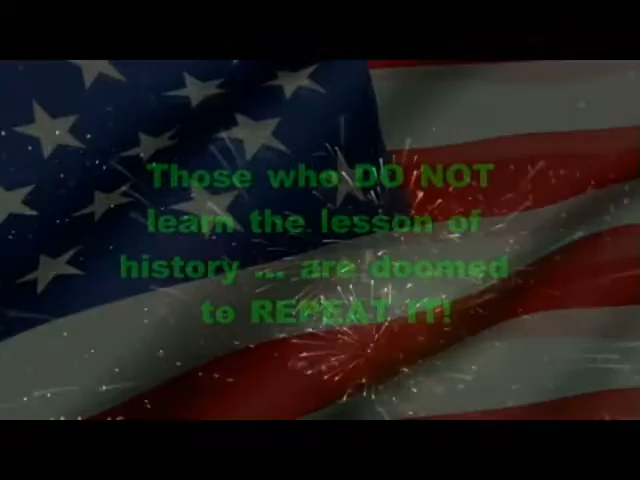 Those who DO NOT
learn the lesson of
history ... are doomed
to REPEAT IT!